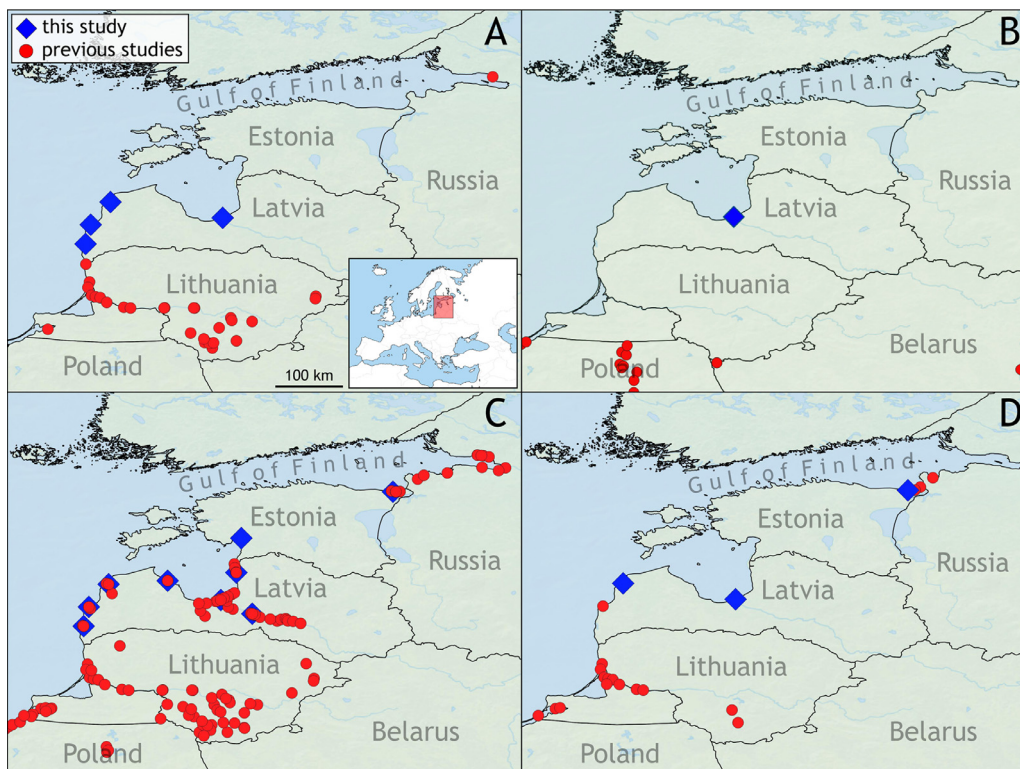 this study
previous studies
A
Gulf of Finland
Estonia
Russia
Latvia
Lithuania
Poland
100 km
B
Gulf of Finland
Estonia
Russia
Latvia
Lithuania
Belarus
Poland
C
Gulf of Finland
Estonia
Russia
Latvia
Lithuania
Belarus
Poland
D
Gulf of Finland
Estonia
Russia
Latvia
Lithuania
Belarus
Poland